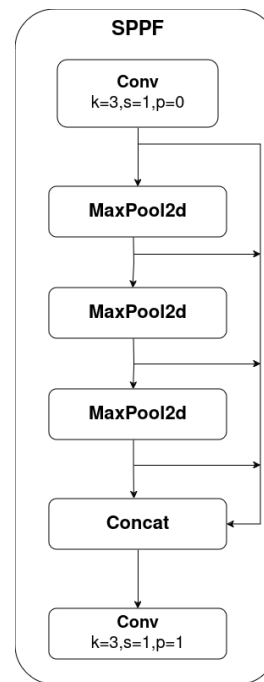 SPPF
Conv
k=3,s=1,p=0
MaxPool2d
MaxPool2d
MaxPool2d
Concat
Conv
k=3,s=1,p=1